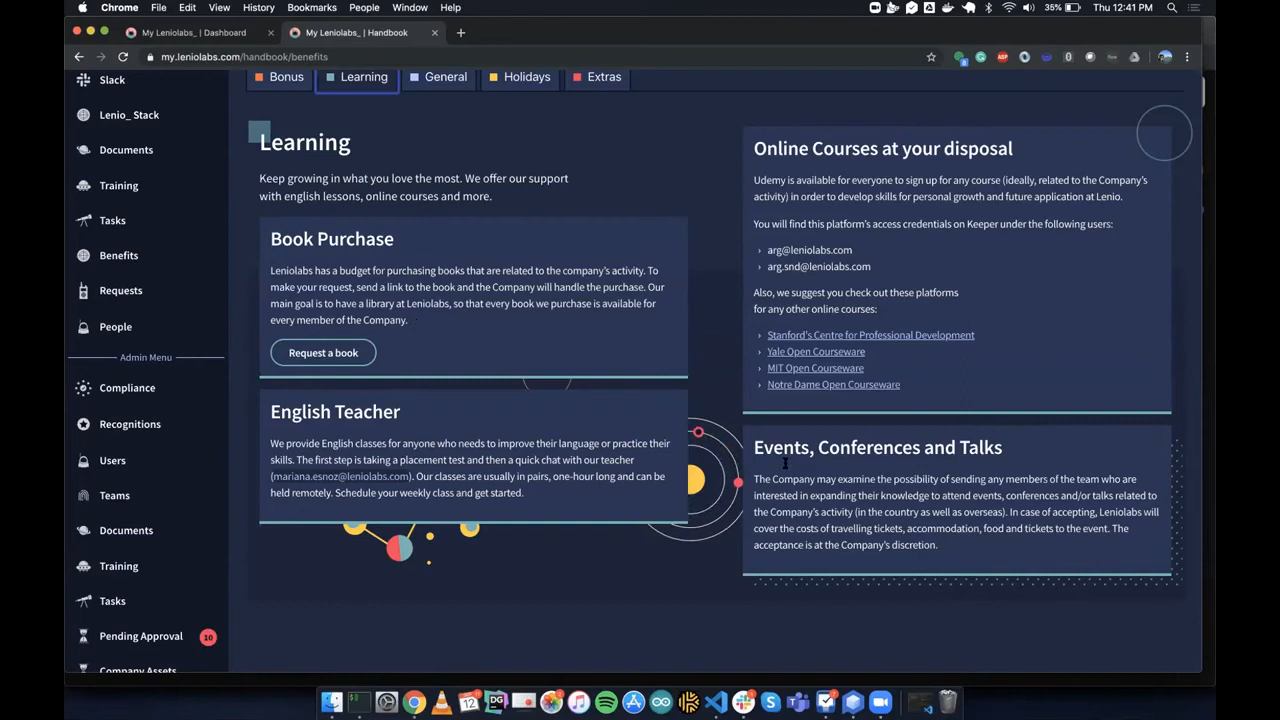 Chrome File Edit View History Bookmarks People Window Help
35% Thu 12:41 PM
My Leniolabs_ | Dashboard
My Leniolabs_ | Handbook
my.leniolabs.com/handbook/benefits
Slack
Lenio_ Stack
Documents
Training
Tasks
Benefits
Requests
People
Admin Menu
Compliance
Recognitions
Users
Teams
Documents
Training
Tasks
Pending Approval 10
Company Assets
Bonus Learning General Holidays Extras
Learning
Keep growing in what you love the most. We offer our support
with english lessons, online courses and more.
Book Purchase
Leniolabs has a budget for purchasing books that are related to the company's activity. To
make your request, send a link to the book and the Company will handle the purchase. Our
main goal is to have a library at Leniolabs, so that every book we purchase is available for
every member of the Company.
Request a book
English Teacher
We provide English classes for anyone who needs to improve their language or practice their
skills. The first step is taking a placement test and then a quick chat with our teacher
(mariana.esnoz@leniolabs.com). Our classes are usually in pairs, one-hour long and can be
held remotely. Schedule your weekly class and get started.
Online Courses at your disposal
Udemy is available for everyone to sign up for any course (ideally, related to the Company's
activity) in order to develop skills for personal growth and future application at Lenio.
You will find this platform's access credentials on Keeper under the following users:
› arg@leniolabs.com
› arg.snd@leniolabs.com
Also, we suggest you check out these platforms
for any other online courses:
› Stanford's Centre for Professional Development
› Yale Open Courseware
› MIT Open Courseware
› Notre Dame Open Courseware
Events, Conferences and Talks
The Company may examine the possibility of sending any members of the team who are
interested in expanding their knowledge to attend events, conferences and/or talks related to
the Company's activity (in the country as well as overseas). In case of accepting, Leniolabs will
cover the costs of travelling tickets, accommodation, food and tickets to the event. The
acceptance is at the Company's discretion.